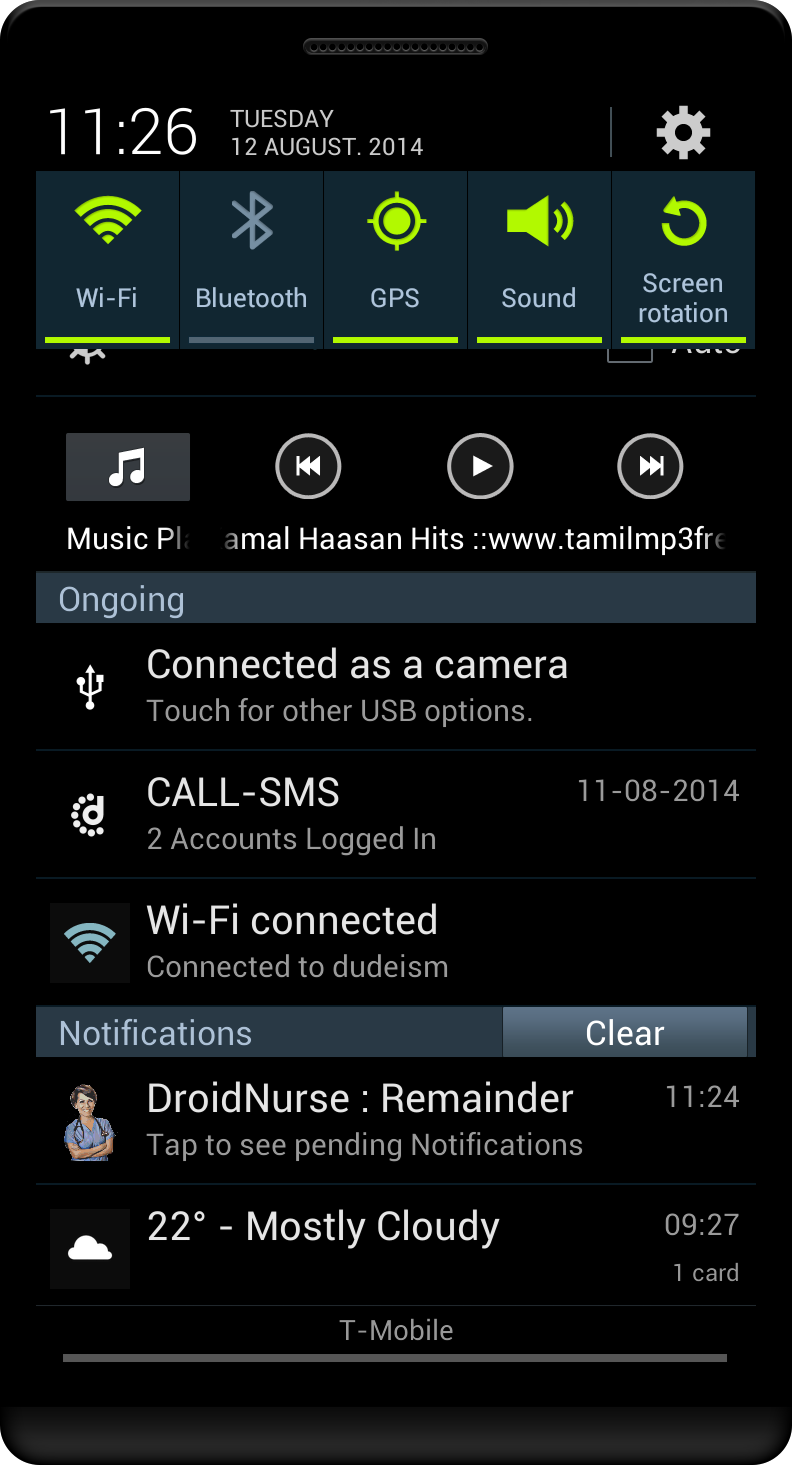 11:26
TUESDAY
12 AUGUST. 2014
Wi-Fi
Bluetooth
GPS
Sound
Screen
rotation
Auto
Music Pla
amal Haasan Hits ::www.tamilmp3fre
Ongoing
Connected as a camera
Touch for other USB options.
CALL-SMS
11-08-2014
2 Accounts Logged In
Wi-Fi connected
Connected to dudeism
Notifications
Clear
DroidNurse : Remainder
11:24
Tap to see pending Notifications
22° - Mostly Cloudy
09:27
1 card
T-Mobile